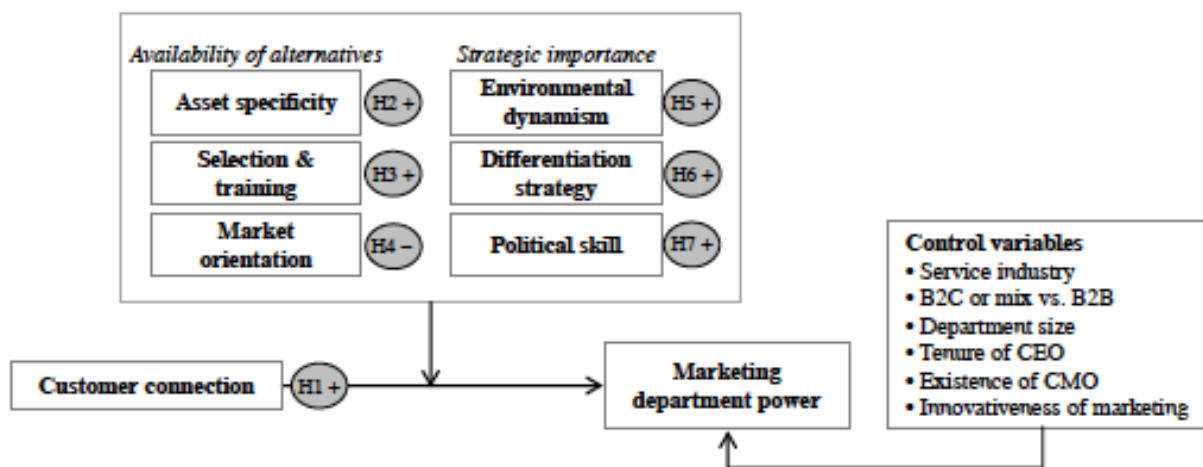 Availability of alternatives
Asset specificity
H2 +
Selection &
training
H3 +
Market
orientation
H4 –
Strategic importance
Environmental
dynamism
H5 +
Differentiation
strategy
H6 +
Political skill
H7 +
Customer connection
H1 +
Marketing
department power
Control variables
• Service industry
• B2C or mix vs. B2B
• Department size
• Tenure of CEO
• Existence of CMO
• Innovativeness of marketing